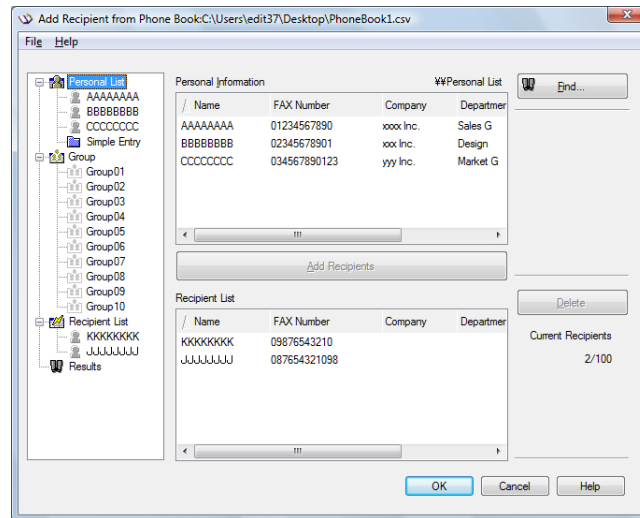 Add Recipient from Phone Book:C:\Users\edit37\Desktop\PhoneBook1.csv
File Help
Personal List
AAAAAAAA
BBBBBBBB
CCCCCCCC
Simple Entry
Group
Group01
Group02
Group03
Group04
Group05
Group06
Group07
Group08
Group09
Group10
Recipient List
KKKKKKKK
JJJJJJJJ
Results
Personal Information ¥¥Personal List
/ Name FAX Number Company Departmer
AAAAAAAA 01234567890 xxxx Inc. Sales G
BBBBBBBB 02345678901 xxx Inc. Design
CCCCCCCC 034567890123 yyy Inc. Market G
Add Recipients
Recipient List
/ Name FAX Number Company Departmer
KKKKKKKK 09876543210
JJJJJJJJ 087654321098
Find...
Delete
Current Recipients
2/100
OK Cancel Help